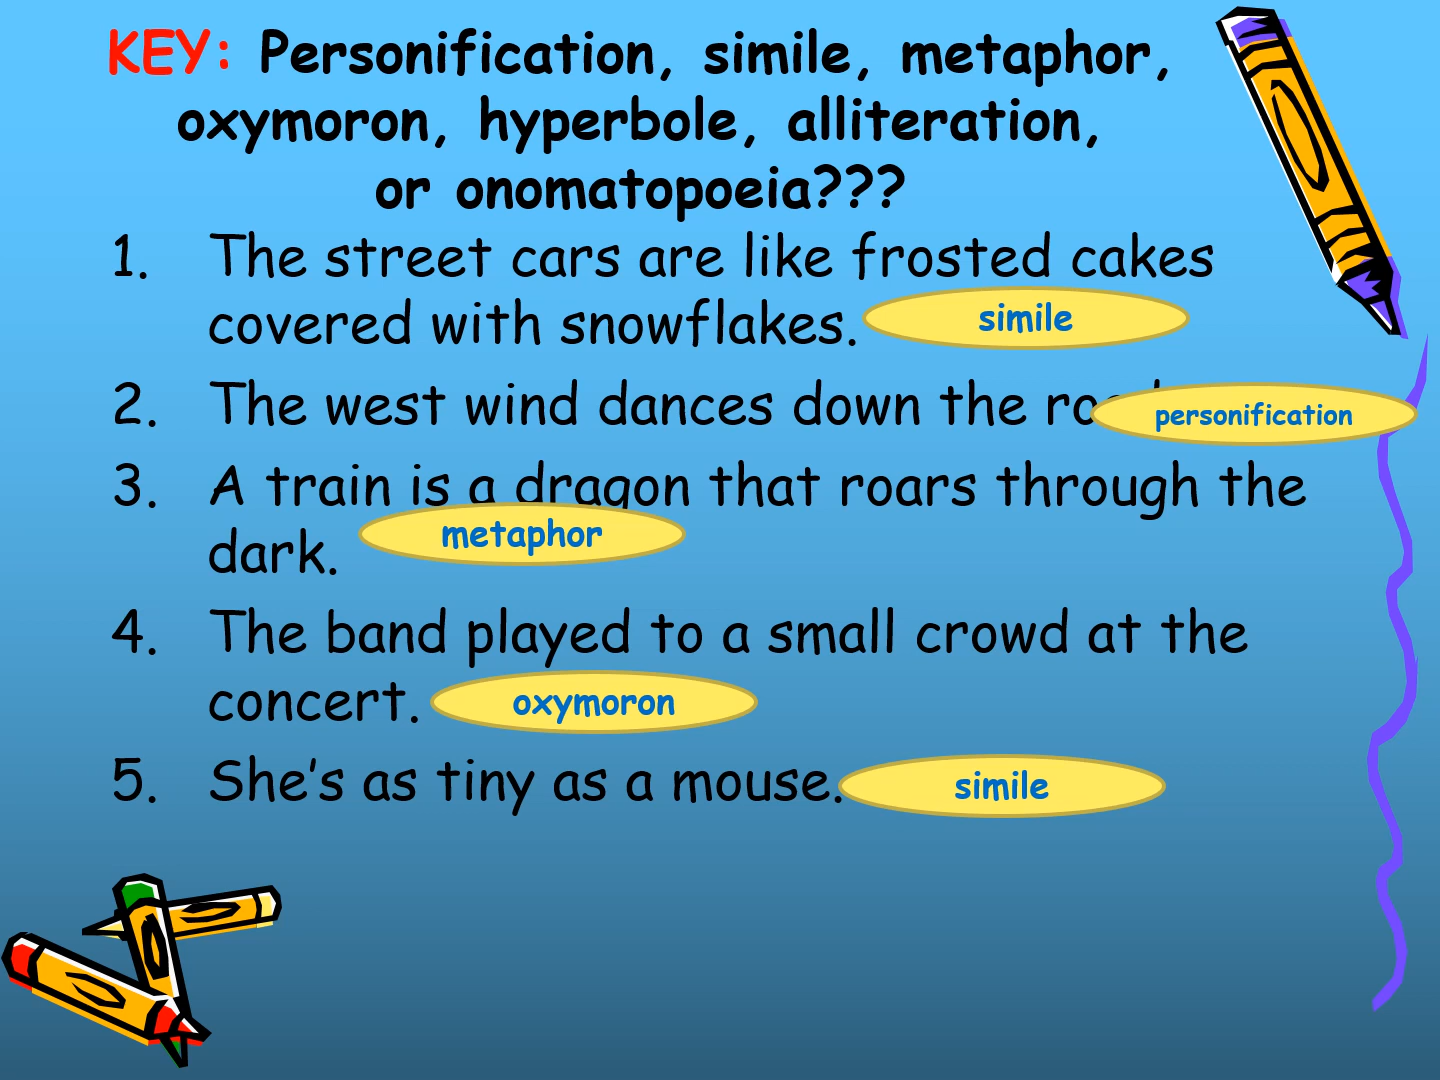 KEY: Personification, simile, metaphor,
oxymoron, hyperbole, alliteration,
or onomatopoeia???
1. The street cars are like frosted cakes
covered with snowflakes. simile
2. The west wind dances down the personification
3. A train is a dragon that roars through the
metaphor
dark.
4. The band played to a small crowd at the
concert. oxymoron
5. She's as tiny as a mouse. simile